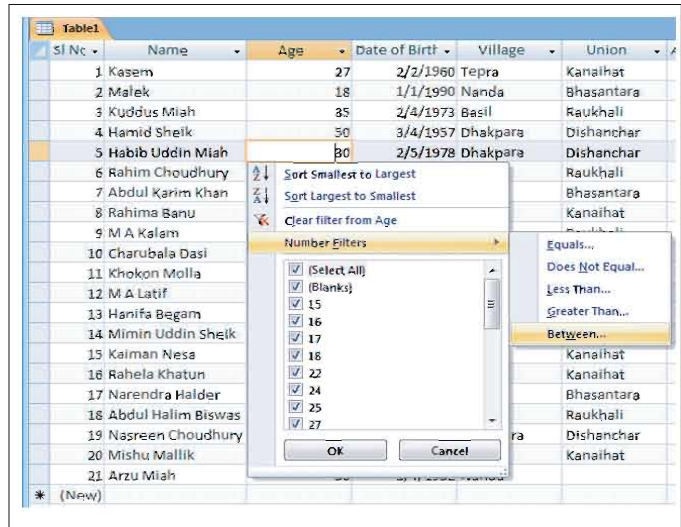 Table1
Sl Nc Name Age Date of Birth Village Union
1 Kasem 27 2/2/1960 Tepra Kanaihat
2 Malek 18 1/1/1990 Nanda Bhasantara
3 Kuddus Miah 35 2/4/1973 Basil Raukhali
4 Hamid Sheik 50 3/4/1957 Dhakpara Dishanchar
5 Habib Uddin Miah 30 2/5/1978 Dhakpara Dishanchar
6 Rahim Choudhury Raukhali
7 Abdul Karim Khan Bhasantara
8 Rahima Banu Kanaihat
9 M A Kalam
10 Charubala Dasi
11 Khokon Molla
12 M A Latif
13 Hanifa Begam
14 Mimin Uddin Sheik
15 Kaiman Nesa Kanaihat
16 Rahela Khatun Kanaihat
17 Narendra Halder Bhasantara
18 Abdul Halim Biswas Raukhali
19 Nasreen Choudhury ra Dishanchar
20 Mishu Mallik Kanaihat
21 Arzu Miah
* (New)
Sort Smallest to Largest
Sort Largest to Smallest
Clear filter from Age
Number Filters
(Select All)
(Blanks)
15
16
17
18
22
24
25
27
OK Cancel
Equals...
Does Not Equal...
Less Than...
Greater Than...
Between...